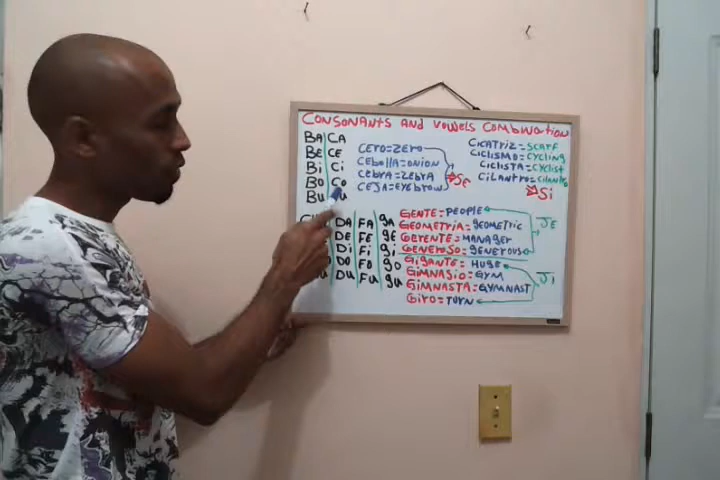 CONSONANTS AND VOWELS COMBINATION
BA CA
BE CE
Bi Ci
Bo Co
Bu
CERO=ZERO
CEBOLLA=ONION
CEBRA=ZEBRA
CEJA=EYEBROW
SE
CICATRIZ=SCARF
CICLISMO=CYCLING
CICLISTA=CYCLIST
CILANTRO=CILANTRO
Si
DA FA gA
DE FE gE
Di Fi gi
Do Fo go
Du Fu gu
GENTE=PEOPLE
GEOMETRIA=GEOMETRIC
GERENTE=MANAGER
GENEROSO=GENEROUS
JE
GIGANTE=HUGE
GIMNASIO=GYM
GIMNASTA=GYMNAST
GIRO=TURN
Ji